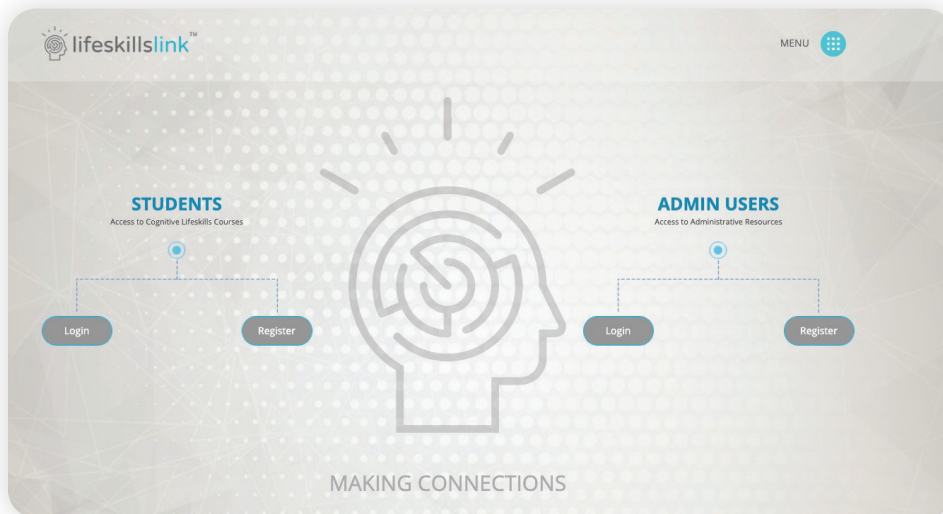 lifeskillslink™
MENU
STUDENTS
Access to Cognitive Lifeskills Courses
Login
Register
ADMIN USERS
Access to Administrative Resources
Login
Register
MAKING CONNECTIONS